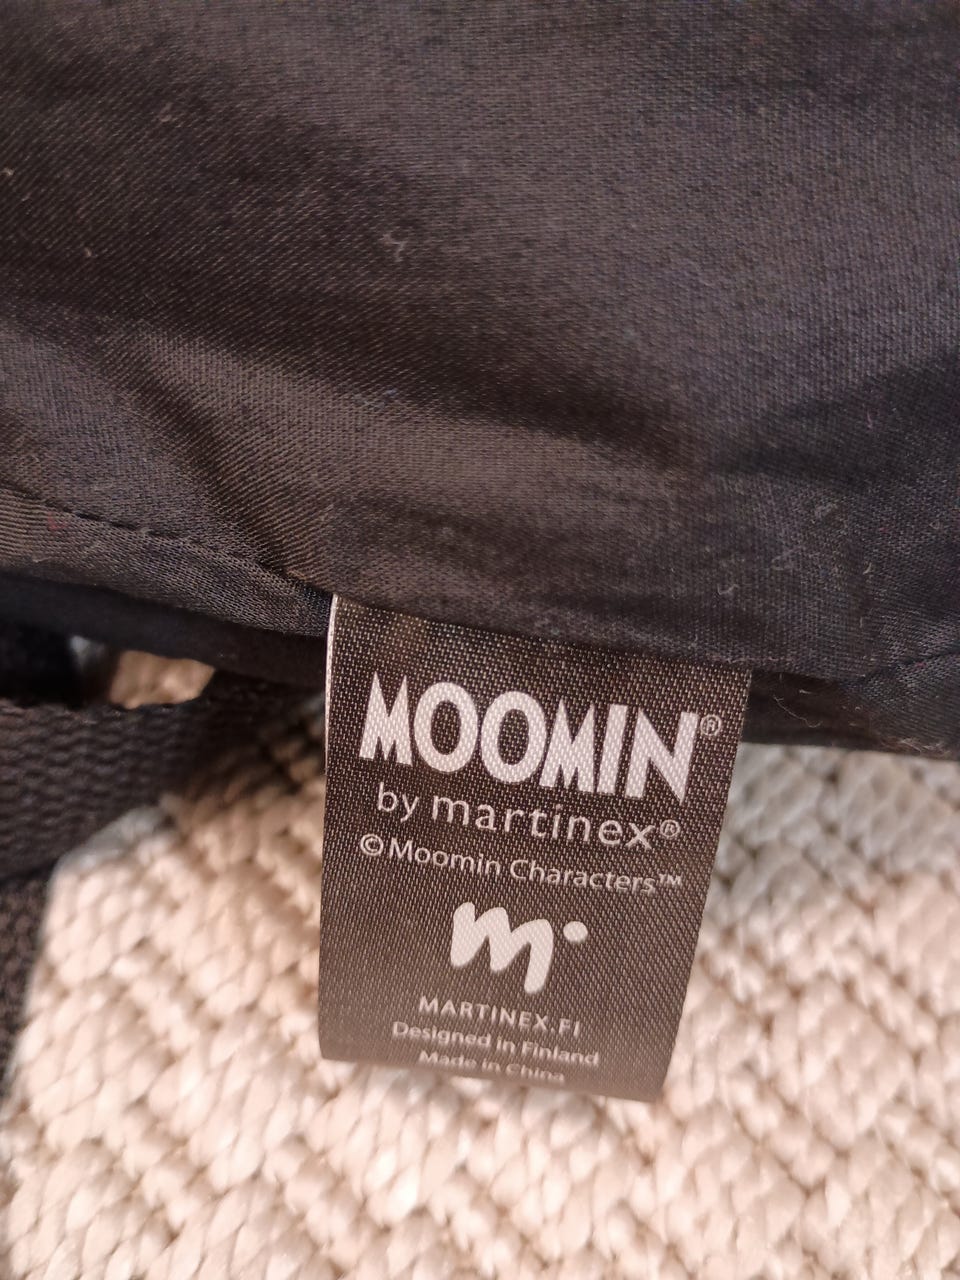 MOOMIN®
by martinex®
© Moomin Characters™
m
MARTINEX.FI
Designed in Finland
Made in China